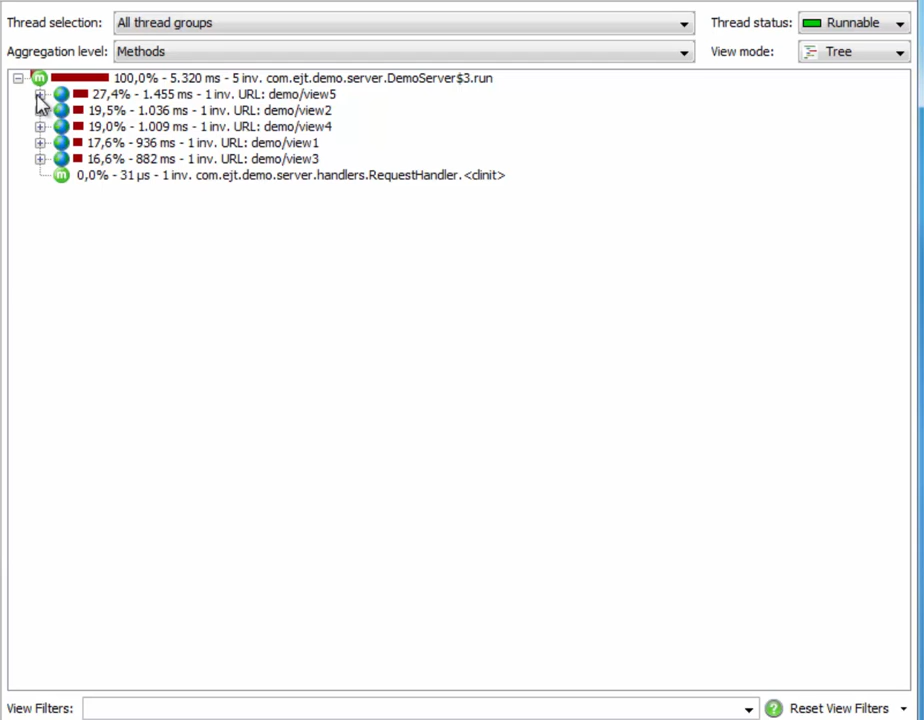 Thread selection: All thread groups Thread status: Runnable
Aggregation level: Methods View mode: Tree
m 100,0% - 5.320 ms - 5 inv. com.ejt.demo.server.DemoServer$3.run
27,4% - 1.455 ms - 1 inv. URL: demo/view5
19,5% - 1.036 ms - 1 inv. URL: demo/view2
19,0% - 1.009 ms - 1 inv. URL: demo/view4
17,6% - 936 ms - 1 inv. URL: demo/view1
16,6% - 882 ms - 1 inv. URL: demo/view3
m 0,0% - 31 µs - 1 inv. com.ejt.demo.server.handlers.RequestHandler.<clinit>
View Filters: ? Reset View Filters